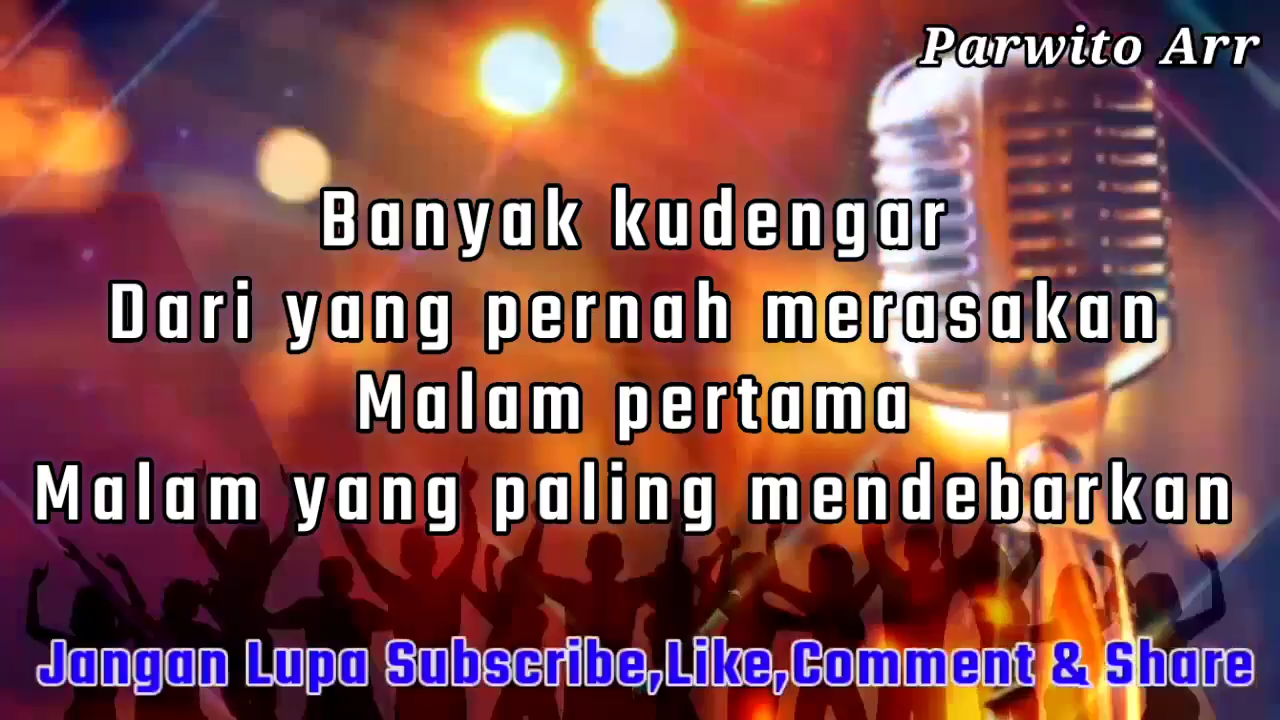 Parwito Arr
Banyak kudengar
Dari yang pernah merasakan
Malam pertama
Malam yang paling mendebarkan
Jangan Lupa Subscribe,Like,Comment & Share